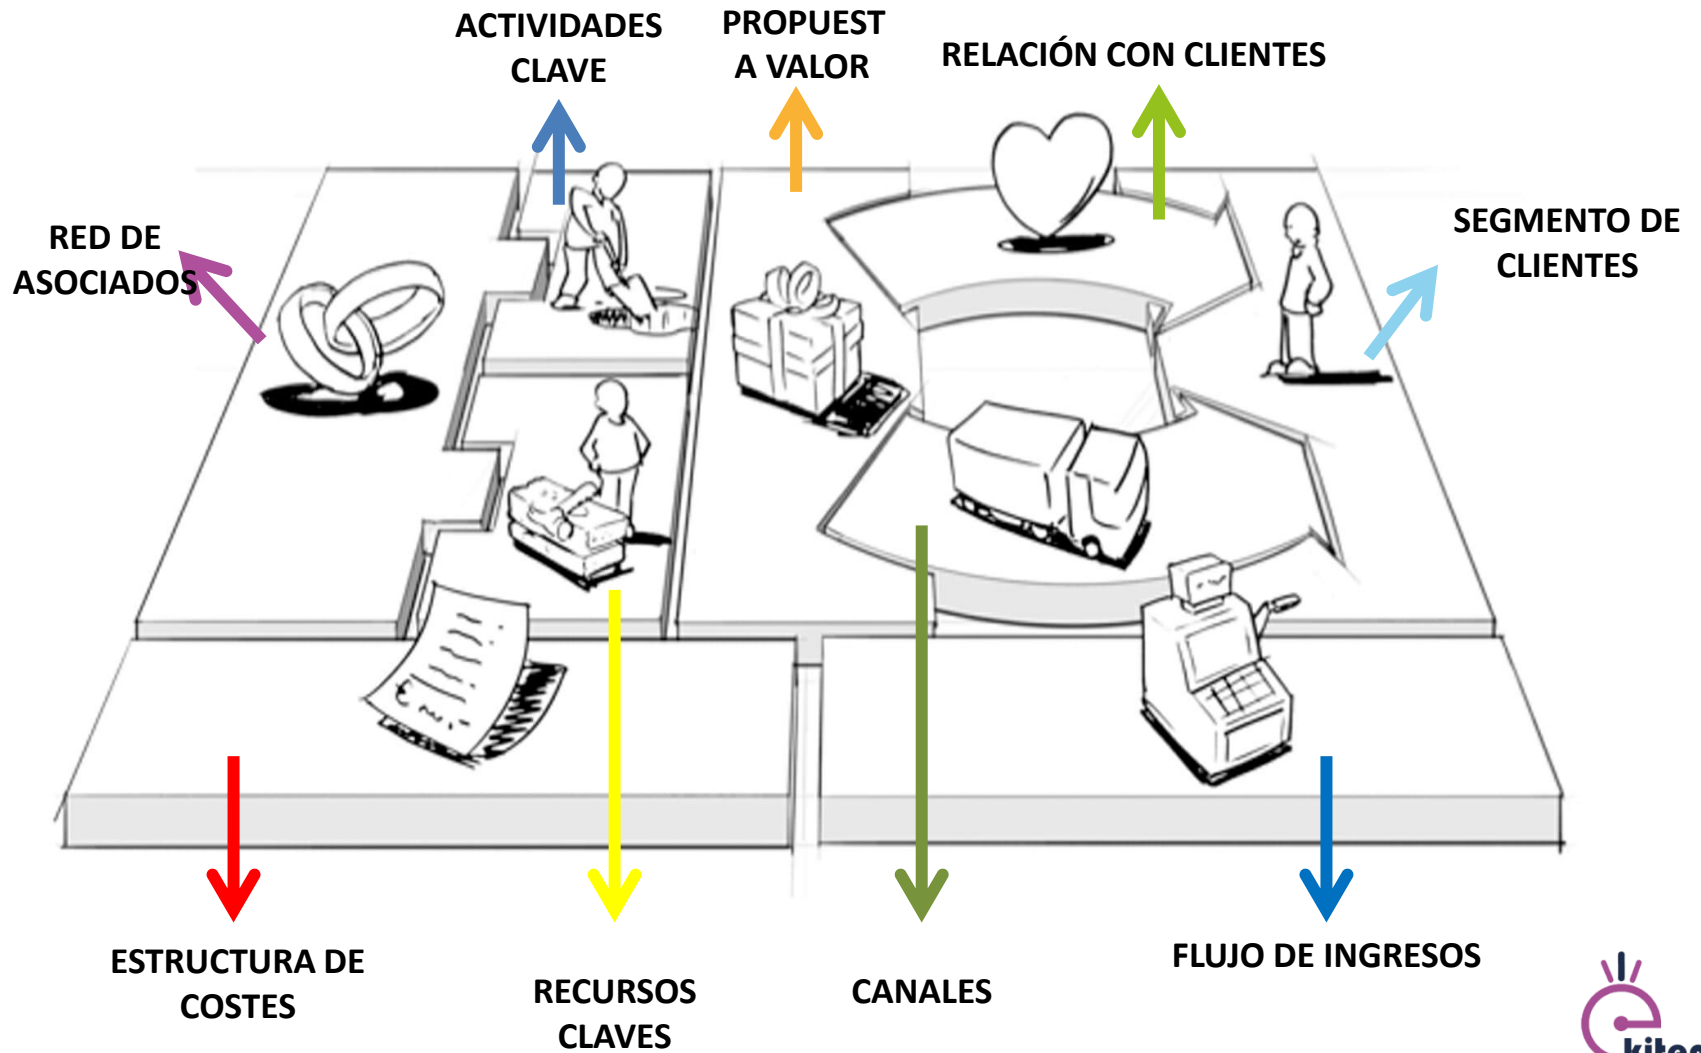 ACTIVIDADES
CLAVE
PROPUEST
A VALOR
RELACIÓN CON CLIENTES
RED DE
ASOCIADOS
SEGMENTO DE
CLIENTES
€
ESTRUCTURA DE
COSTES
RECURSOS
CLAVES
CANALES
FLUJO DE INGRESOS
e